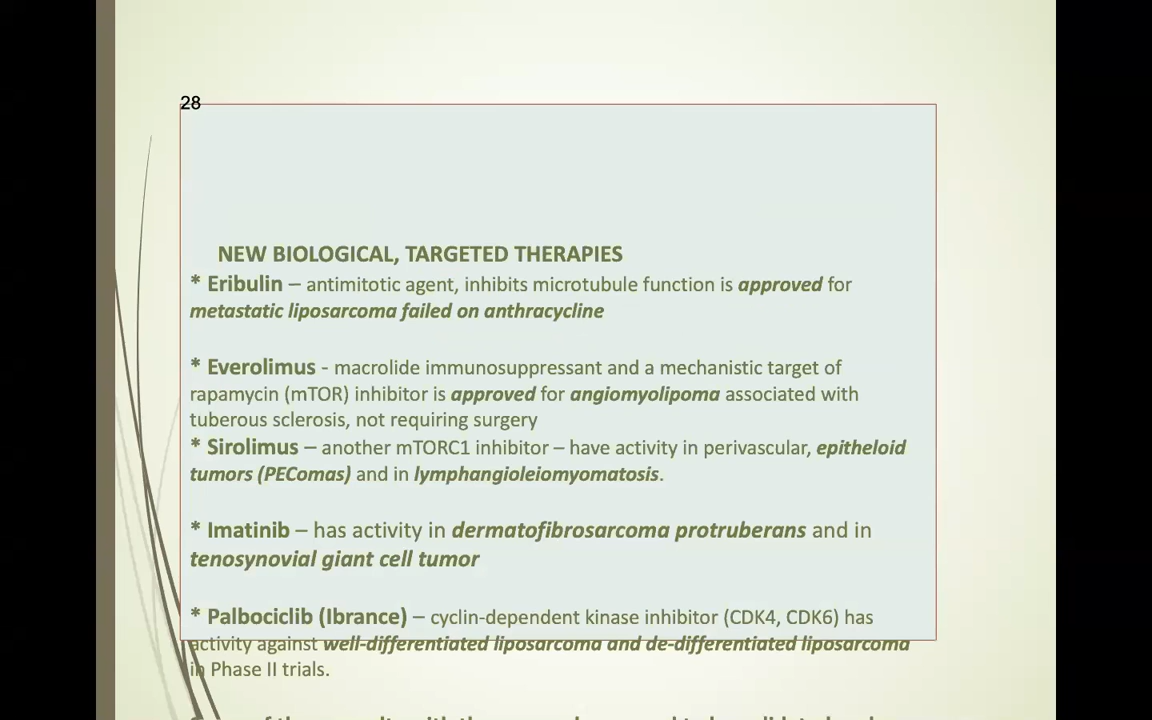 28
NEW BIOLOGICAL, TARGETED THERAPIES
* Eribulin – antimitotic agent, inhibits microtubule function is approved for
metastatic liposarcoma failed on anthracycline
* Everolimus - macrolide immunosuppressant and a mechanistic target of
rapamycin (mTOR) inhibitor is approved for angiomyolipoma associated with
tuberous sclerosis, not requiring surgery
* Sirolimus – another mTORC1 inhibitor – have activity in perivascular, epitheloid
tumors (PEComas) and in lymphangioleiomyomatosis.
* Imatinib – has activity in dermatofibrosarcoma protruberans and in
tenosynovial giant cell tumor
* Palbociclib (Ibrance) – cyclin-dependent kinase inhibitor (CDK4, CDK6) has
activity against well-differentiated liposarcoma and de-differentiated liposarcoma
in Phase II trials.